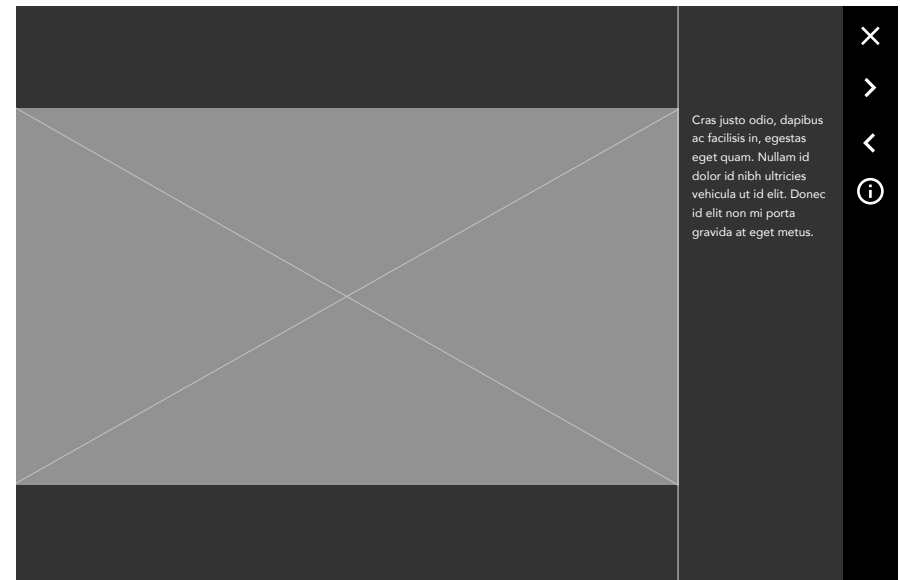 Cras justo odio, dapibus
ac facilisis in, egestas
eget quam. Nullam id
dolor id nibh ultricies
vehicula ut id elit. Donec
id elit non mi porta
gravida at eget metus.